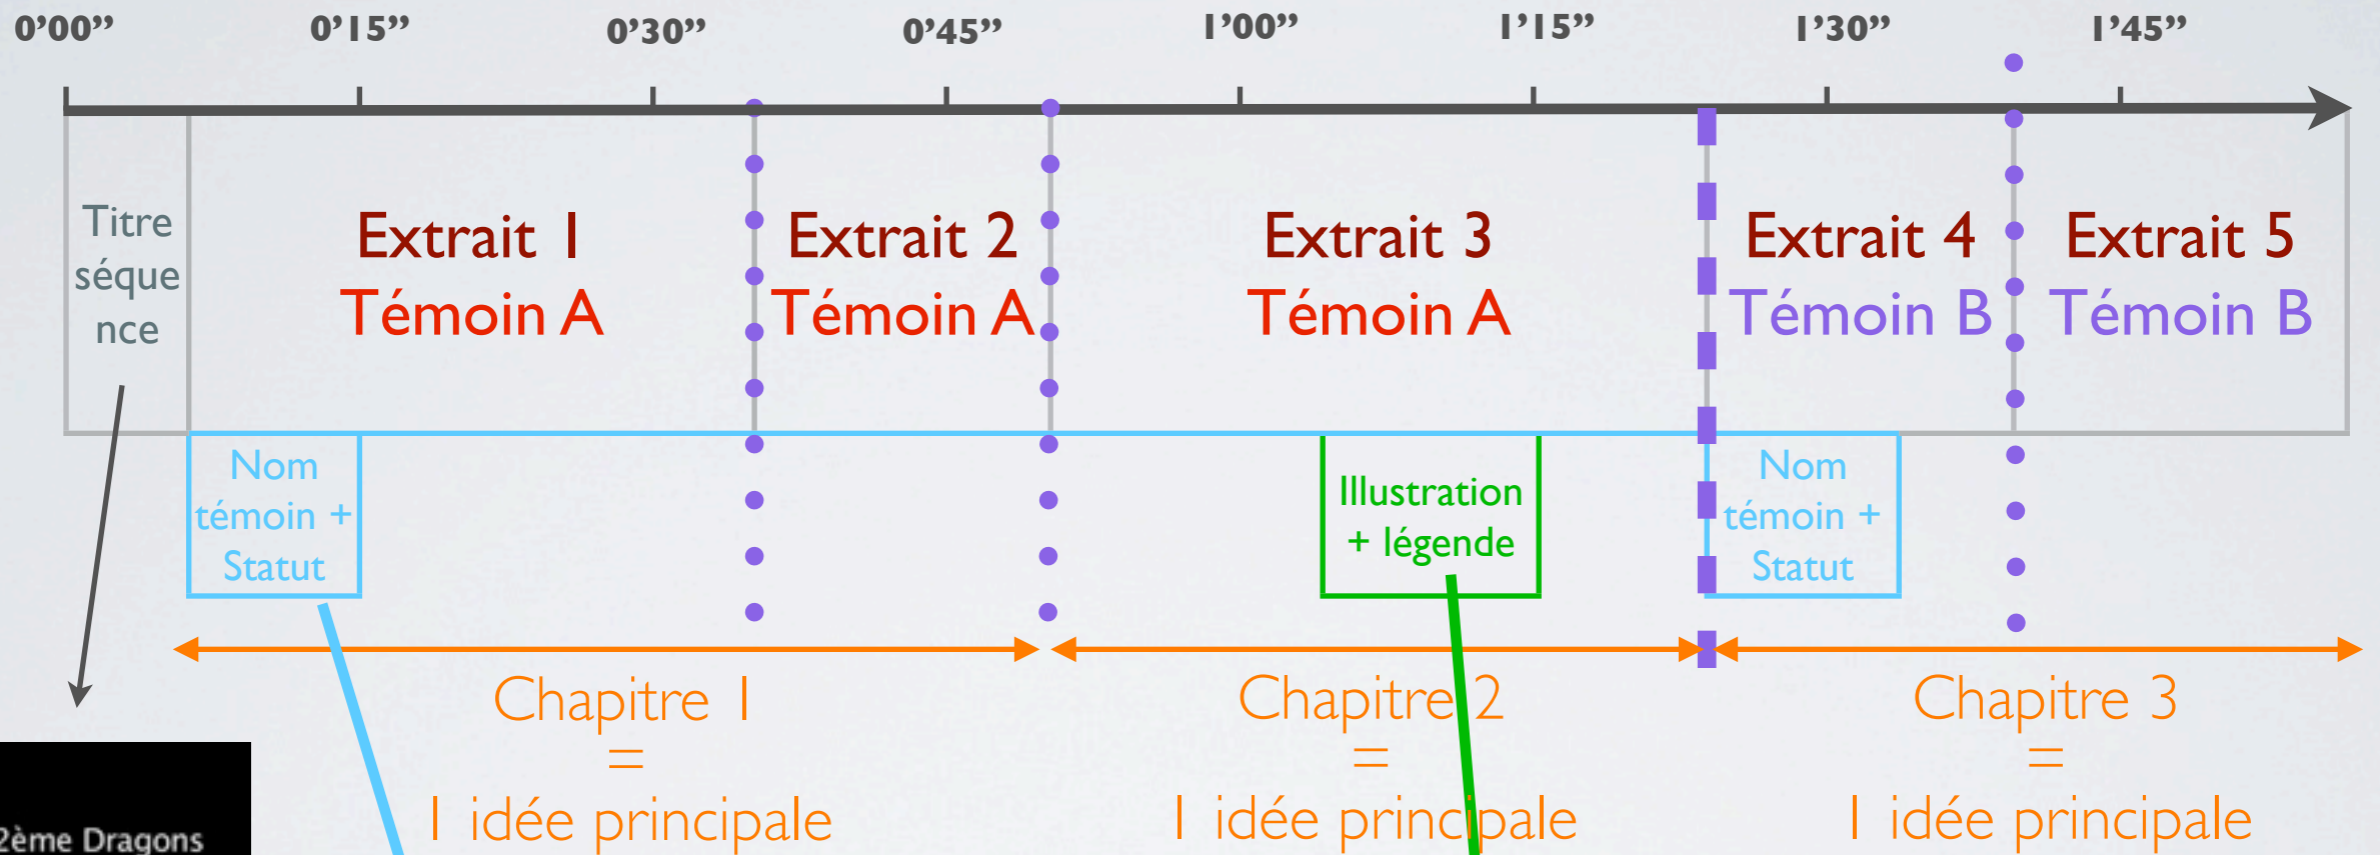 0’00”
0’15”
0’30”
0’45”
1’00”
1’15”
1’30”
1’45”
Titre
séque
nce
Extrait 1
Témoin A
Extrait 2
Témoin A
Extrait 3
Témoin A
Extrait 4
Témoin B
Extrait 5
Témoin B
Nom
témoin +
Statut
Illustration
+ légende
Nom
témoin +
Statut
Chapitre 1
=
1 idée principale
Chapitre 2
=
1 idée principale
Chapitre 3
=
1 idée principale
2ème Dragons